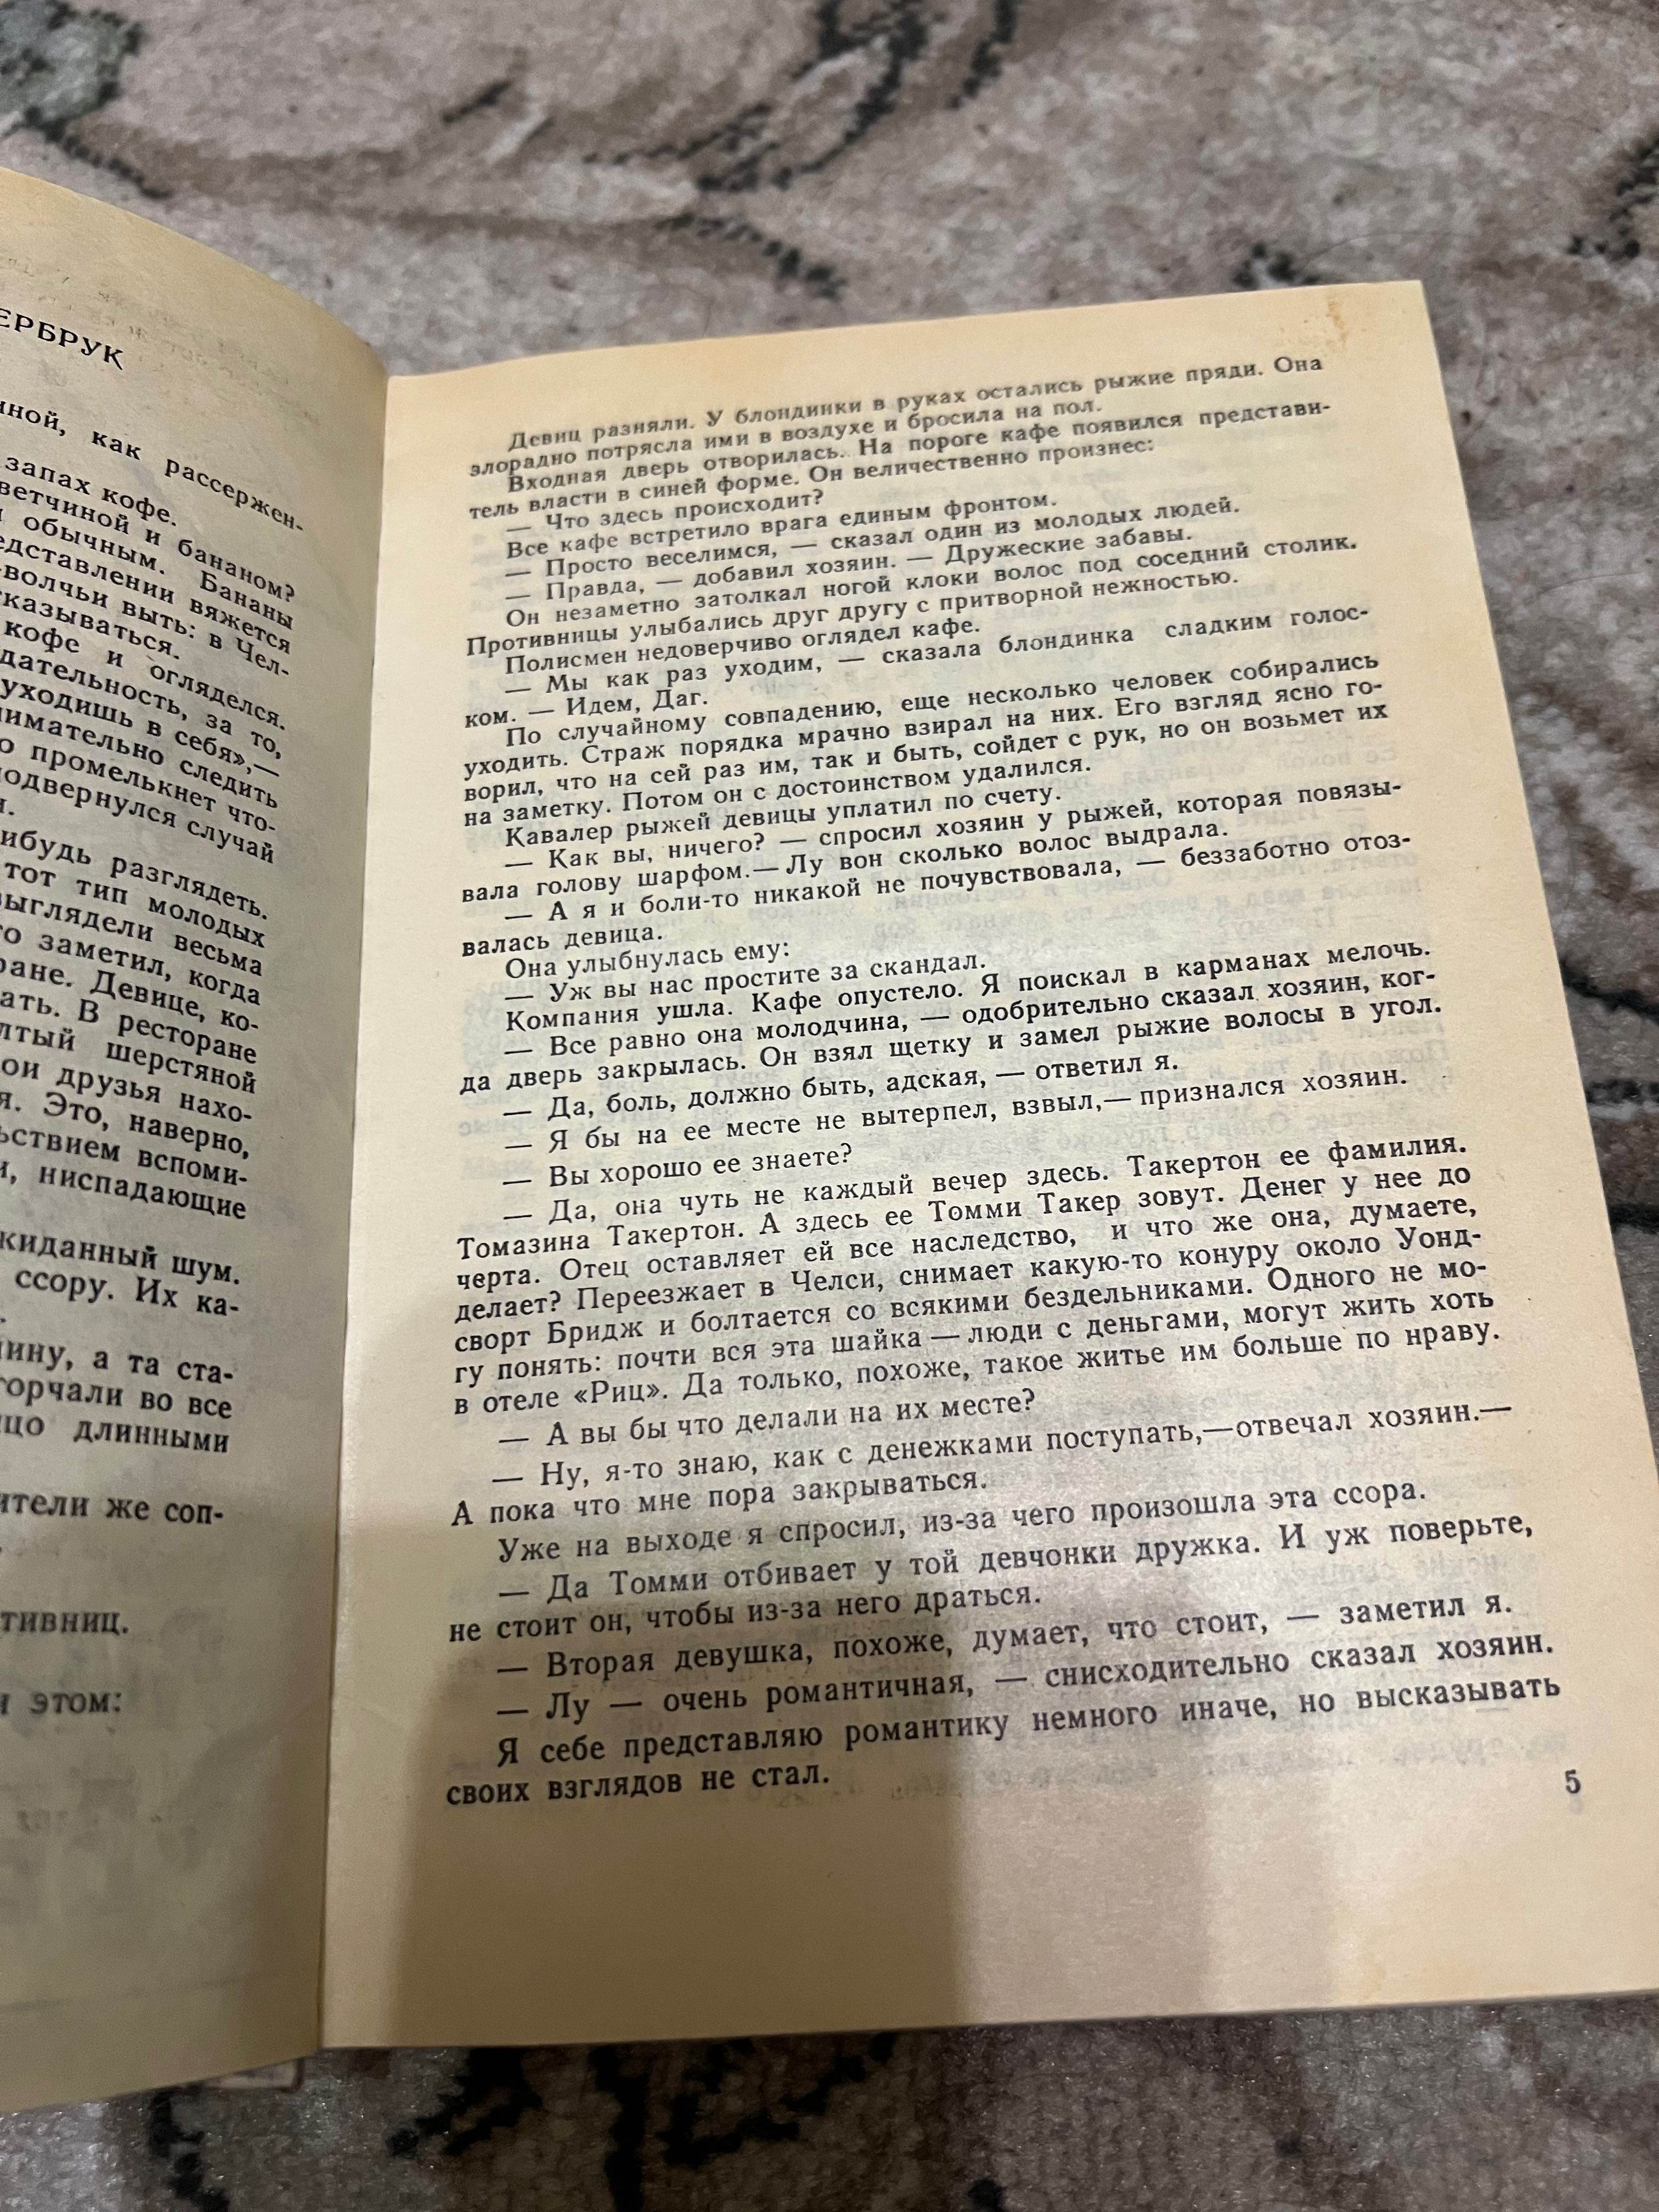 ЕРБРУК
иной, как рассержен-
запах кофе.
ветчиной и бананом?
обычным. Бананы
едставлении вяжется
-волчьи выть: в Чел-
казываться.
кофе и огляделся.
дательность, за то,
уходишь в себя»,—
нимательно следить
о промелькнет что-
подвернулся случай
и.
ибудь разглядеть.
тот тип молодых
выглядели весьма
го заметил, когда
ране. Девице, ко-
ать. В ресторане
лтый шерстяной
ои друзья нахо-
я. Это, наверно,
ьствием вспоми-
и, ниспадающие
жиданный шум.
ссору. Их ка-
ину, а та ста-
горчали во все
цо длинными
ители же соп-
тивниц.
и этом:
Девиц разняли. У блондинки в руках остались рыжие пряди. Она
злорадно потрясла ими в воздухе и бросила на пол.
Входная дверь отворилась. На пороге кафе появился представи-
тель власти в синей форме. Он величественно произнес:
— Что здесь происходит?
Все кафе встретило врага единым фронтом.
— Просто веселимся, — сказал один из молодых людей.
— Правда, — добавил хозяин. — Дружеские забавы.
Он незаметно затолкал ногой клоки волос под соседний столик.
Противницы улыбались друг другу с притворной нежностью.
Полисмен недоверчиво оглядел кафе.
— Мы как раз уходим, — сказала блондинка сладким голос-
ком. — Идем, Даг.
По случайному совпадению, еще несколько человек собирались
уходить. Страж порядка мрачно взирал на них. Его взгляд ясно го-
ворил, что на сей раз им, так и быть, сойдет с рук, но он возьмет их
на заметку. Потом он с достоинством удалился.
Кавалер рыжей девицы уплатил по счету.
— Как вы, ничего? — спросил хозяин у рыжей, которая повязы-
вала голову шарфом.— Лу вон сколько волос выдрала.
— А я и боли-то никакой не почувствовала, — беззаботно отоз-
валась девица.
Она улыбнулась ему:
— Уж вы нас простите за скандал.
Компания ушла. Кафе опустело. Я поискал в карманах мелочь.
— Все равно она молодчина, — одобрительно сказал хозяин, ког-
да дверь закрылась. Он взял щетку и замел рыжие волосы в угол.
— Да, боль, должно быть, адская, — ответил я.
— Я бы на ее месте не вытерпел, взвыл,— признался хозяин.
— Вы хорошо ее знаете?
— Да, она чуть не каждый вечер здесь. Такертон ее фамилия.
Томазина Такертон. А здесь ее Томми Такер зовут. Денег у нее до
черта. Отец оставляет ей все наследство, и что же она, думаете,
делает? Переезжает в Челси, снимает какую-то конуру около Уонд-
сворт Бридж и болтается со всякими бездельниками. Одного не мо-
гу понять: почти вся эта шайка — люди с деньгами, могут жить хоть
в отеле «Риц». Да только, похоже, такое житье им больше по нраву.
— А вы бы что делали на их месте?
— Ну, я-то знаю, как с денежками поступать,—отвечал хозяин.—
А пока что мне пора закрываться.
Уже на выходе я спросил, из-за чего произошла эта ссора.
— Да Томми отбивает у той девчонки дружка. И уж поверьте,
не стоит он, чтобы из-за него драться.
— Вторая девушка, похоже, думает, что стоит, — заметил я.
— Лу — очень романтичная, — снисходительно сказал хозяин.
Я себе представляю романтику немного иначе, но высказывать
своих взглядов не стал.
5